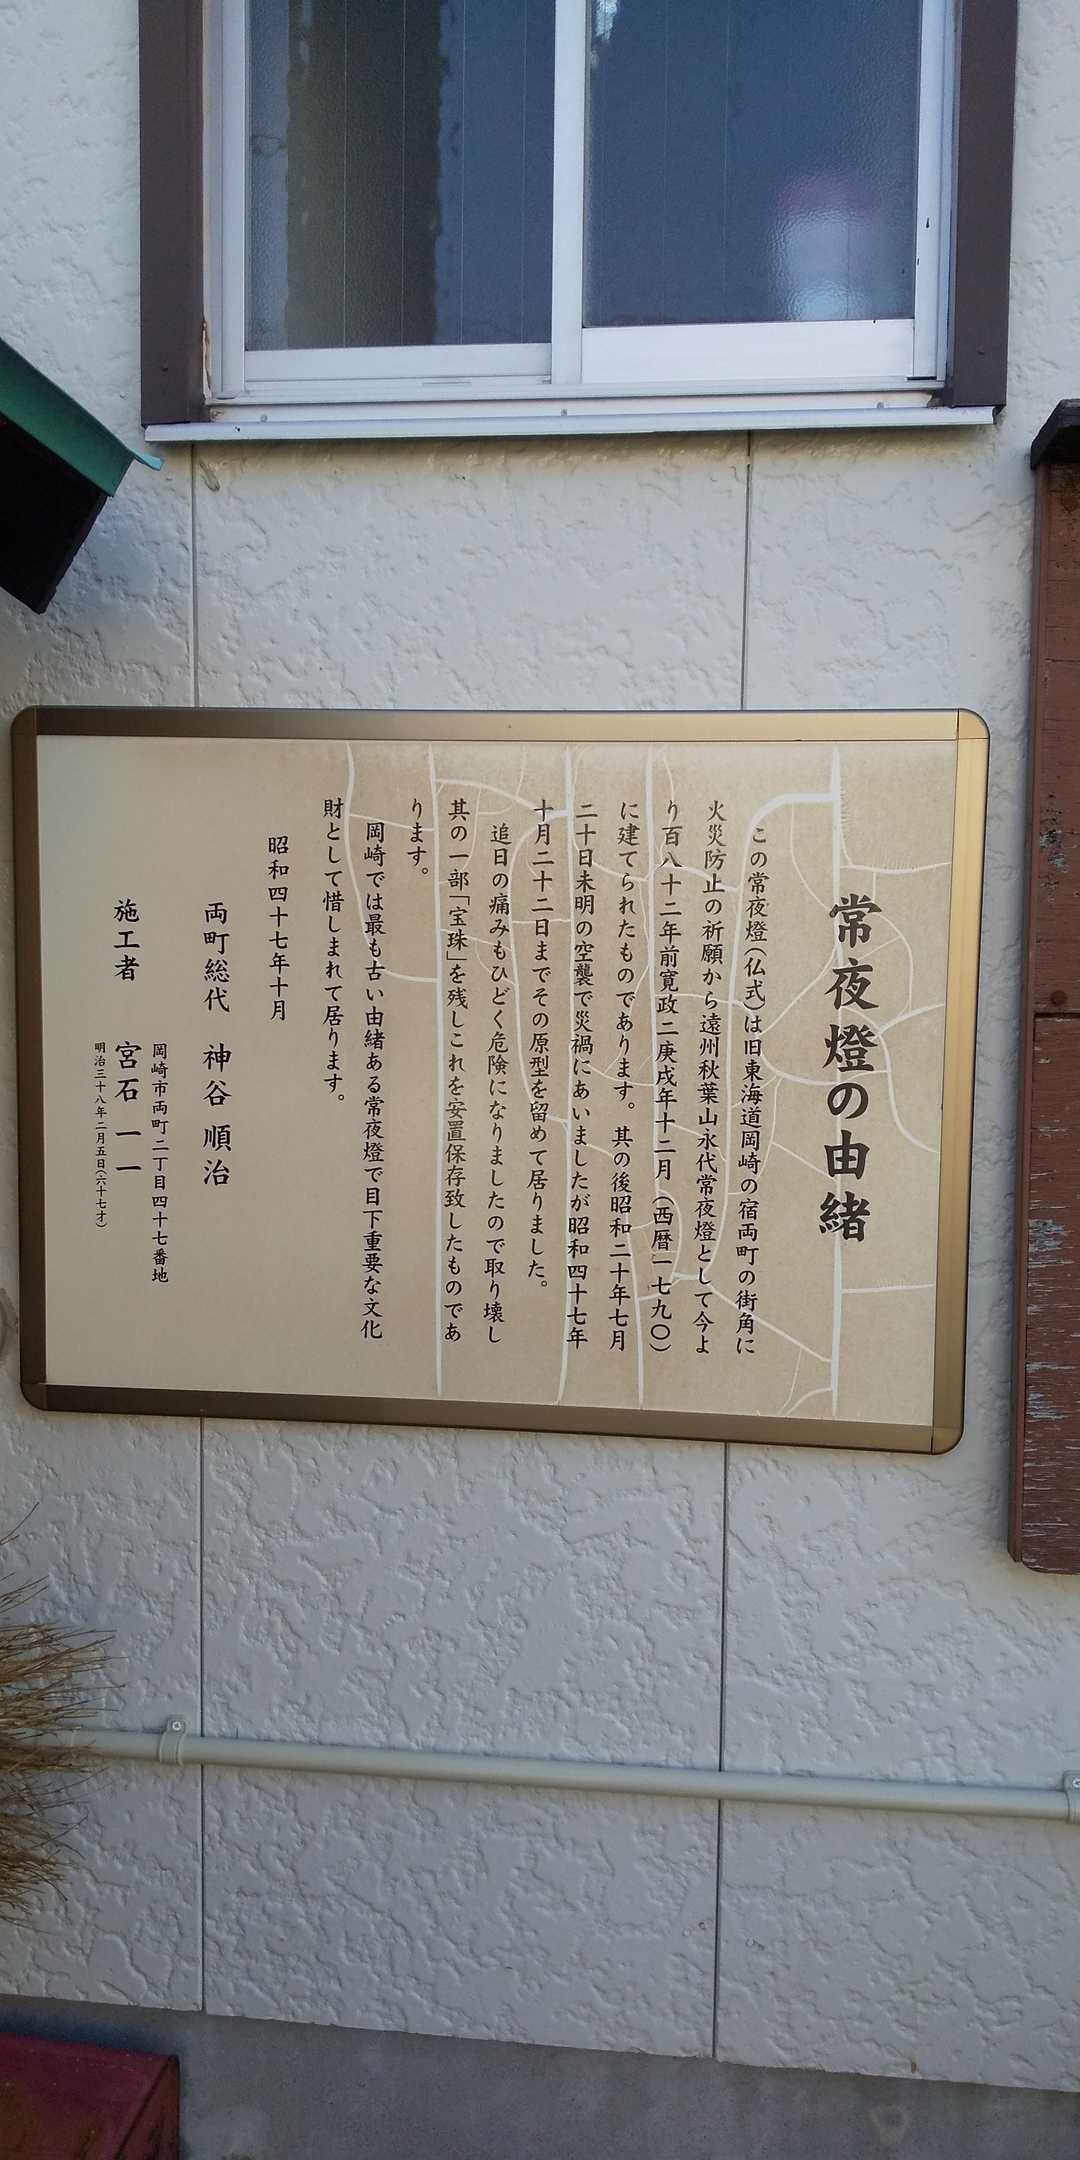 常夜燈の由緒
この常夜燈(仏式)は旧東海道岡崎の宿両町の街角に
火災防止の祈願から遠州秋葉山永代常夜燈として今よ
り百八十二年前寛政二庚戌年十二月(西暦一七九〇)
に建てられたものであります。其の後昭和二十年七月
二十日未明の空襲で災禍にあいましたが昭和四十七年
十月二十二日までその原型を留めて居りました。
追日の痛みもひどく危険になりましたので取り壊し
其の一部「宝珠」を残しこれを安置保存致したものであ
ります。
岡崎では最も古い由緒ある常夜燈で目下重要な文化
財として惜しまれて居ります。
昭和四十七年十月
両町総代 神谷 順治
岡崎市両町二丁目四十七番地
施工者 宮石 一一
明治三十八年二月五日(六十七才)